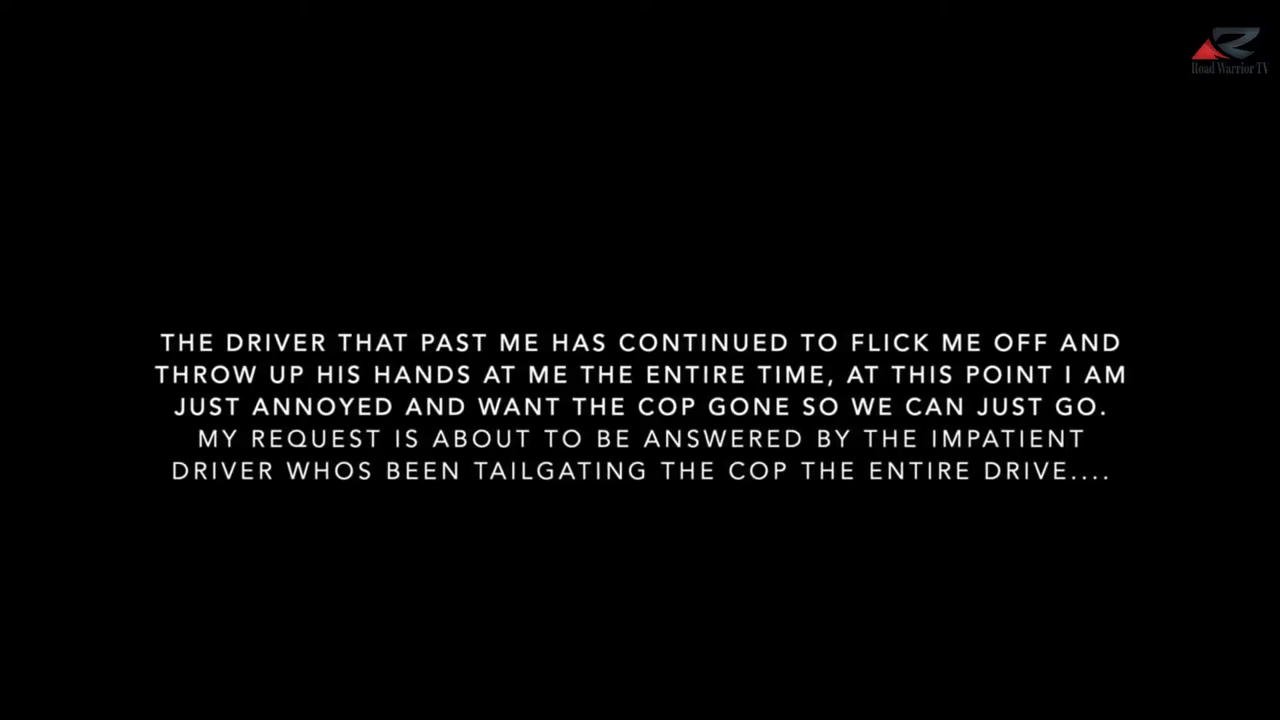 Road Warrior TV
THE DRIVER THAT PAST ME HAS CONTINUED TO FLICK ME OFF AND
THROW UP HIS HANDS AT ME THE ENTIRE TIME, AT THIS POINT I AM
JUST ANNOYED AND WANT THE COP GONE SO WE CAN JUST GO.
MY REQUEST IS ABOUT TO BE ANSWERED BY THE IMPATIENT
DRIVER WHOS BEEN TAILGATING THE COP THE ENTIRE DRIVE....